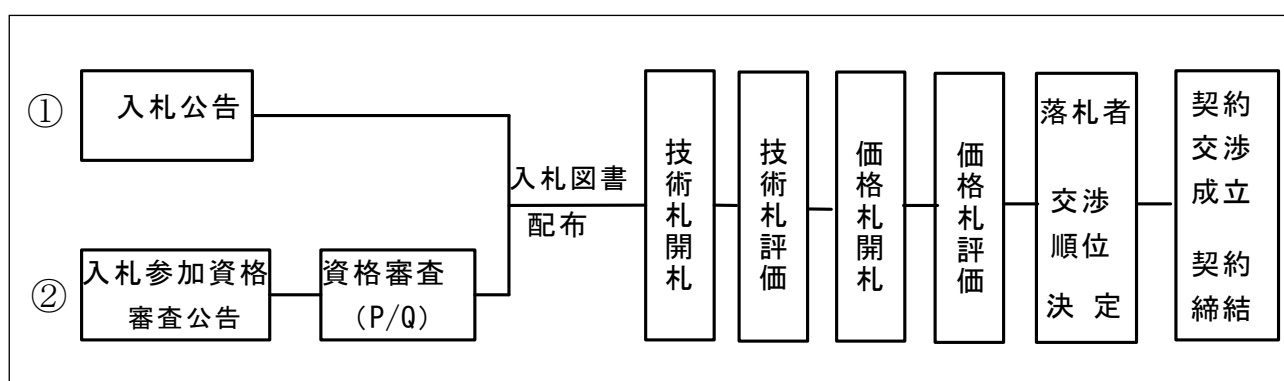 ①
入札公告
②
入札参加資格
審査公告
資格審査
(P/Q)
入札図書
配布
技術札開札
技術札評価
価格札開札
価格札評価
落札者
交渉
順位
決 定
契約
交渉
成立
契約
締結